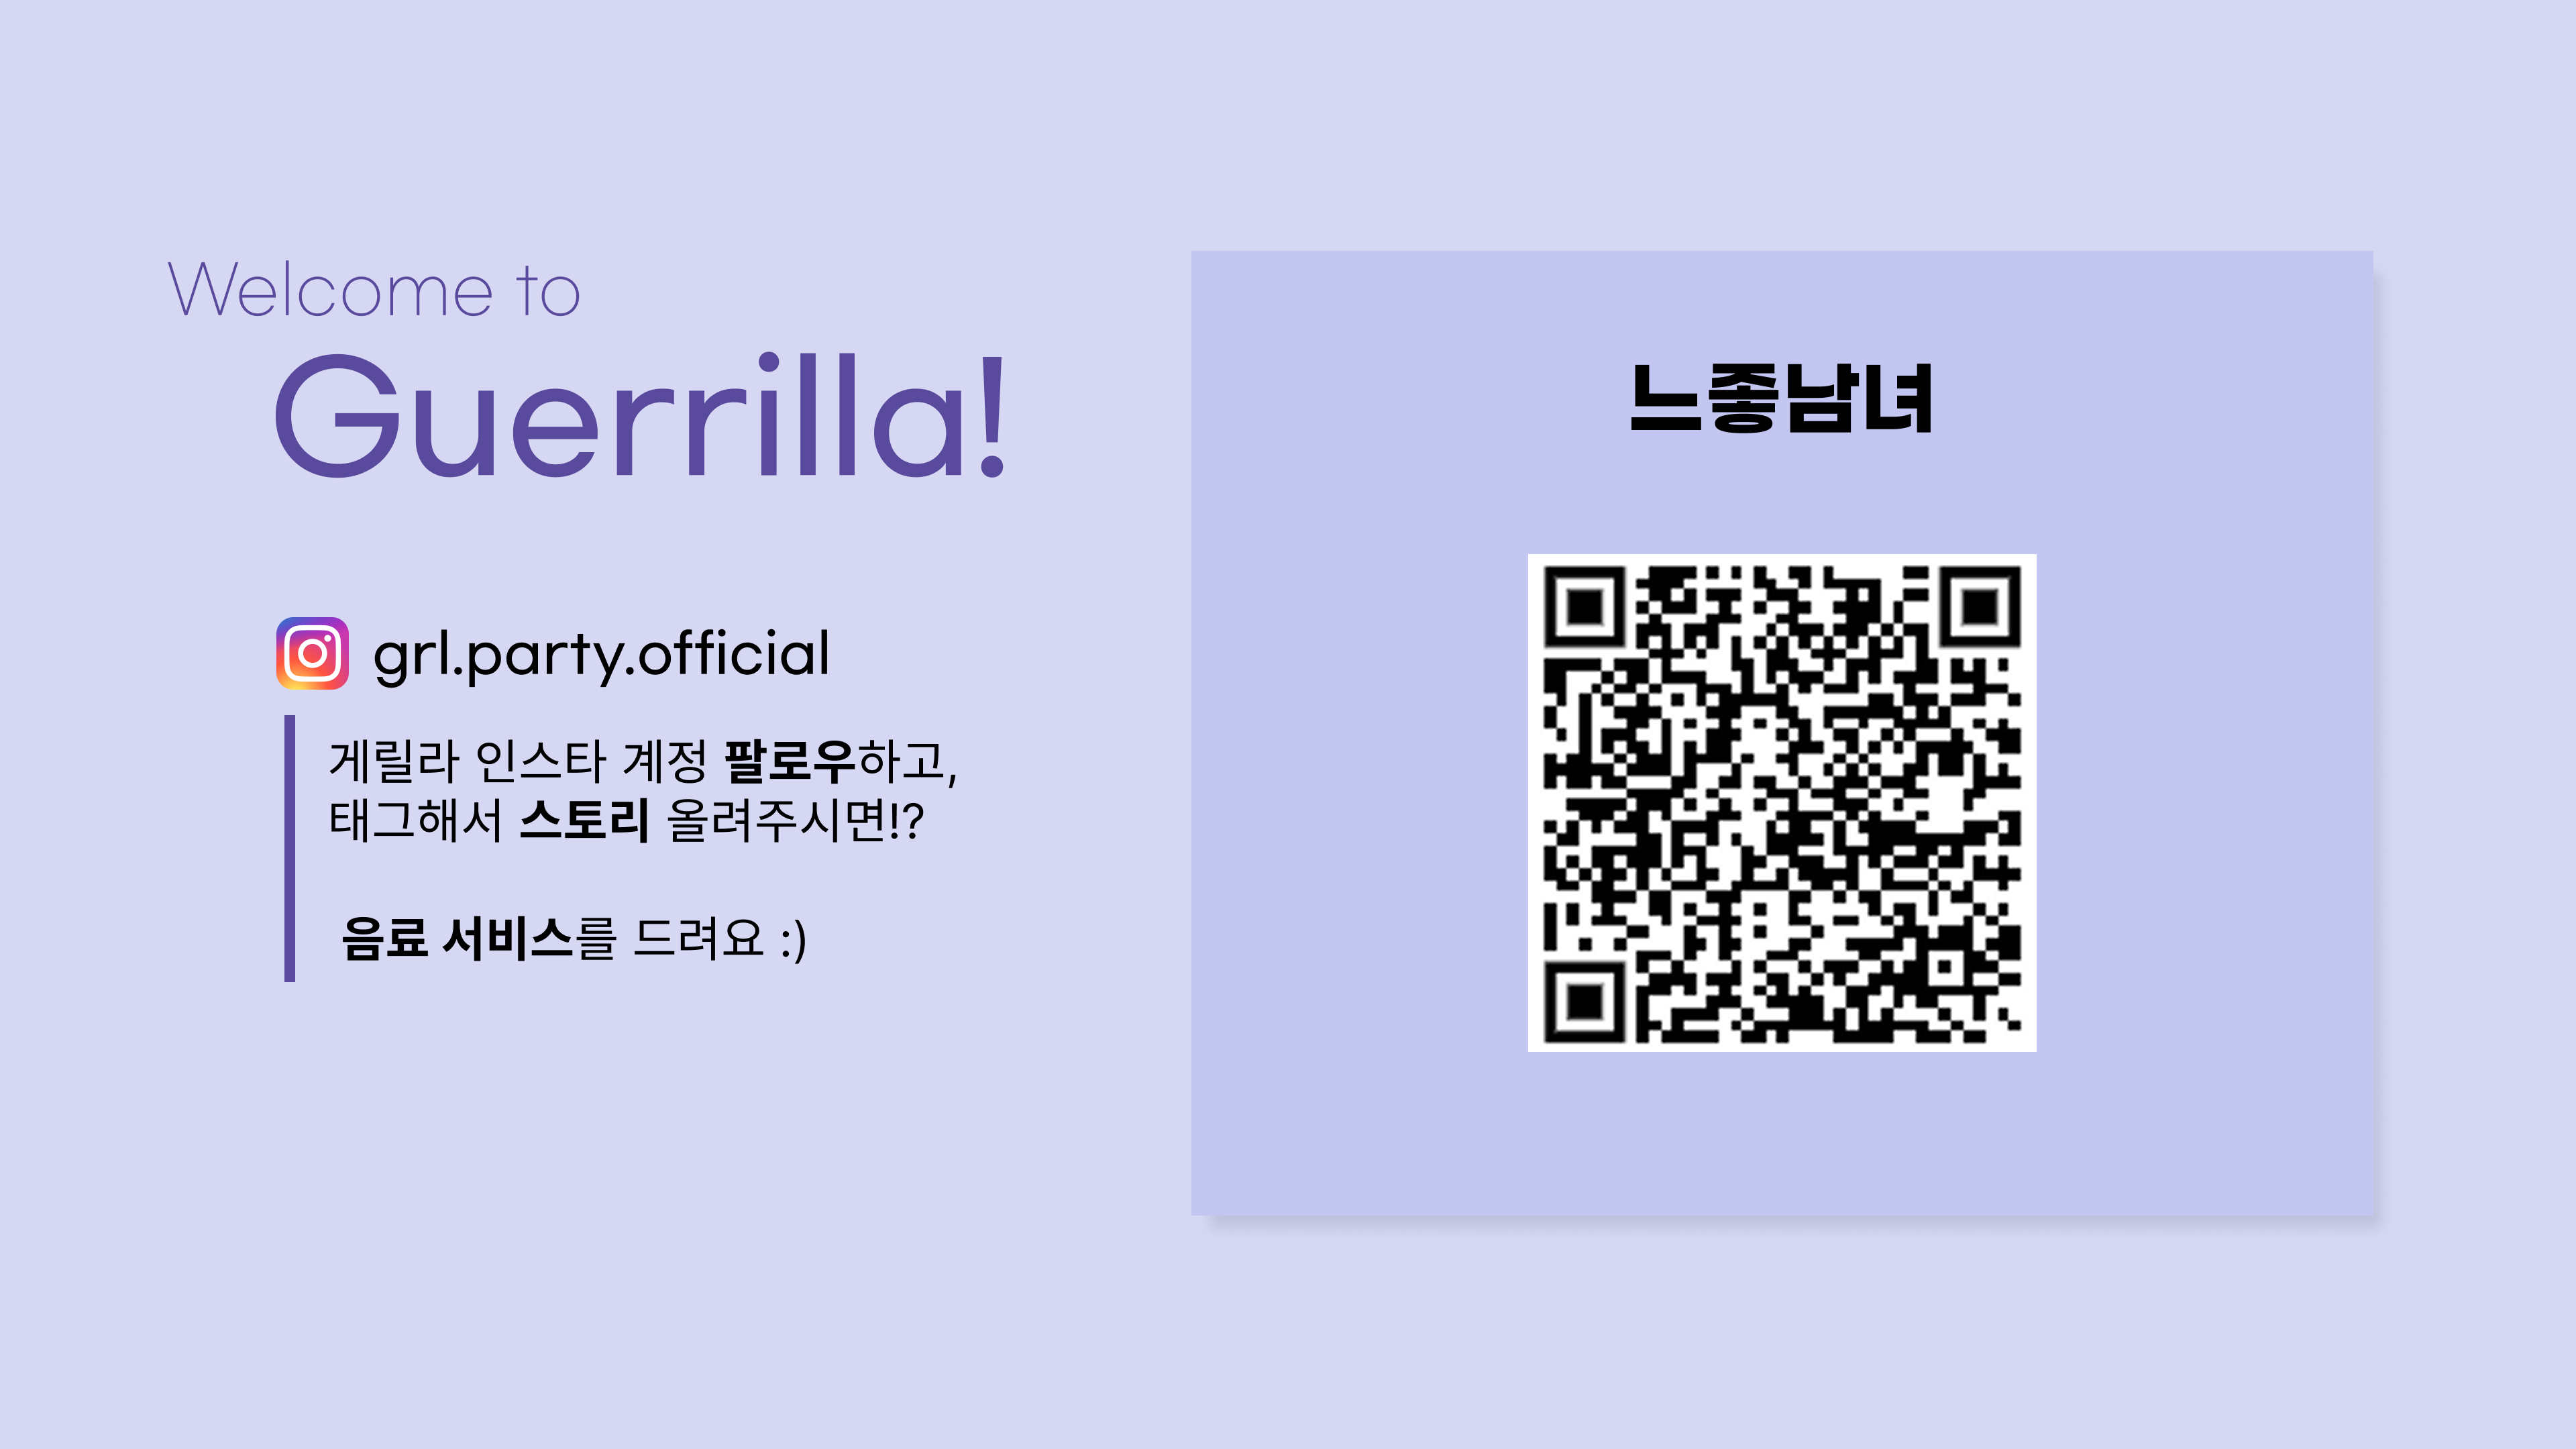 Welcome to
Guerrilla!
grl.party.official
게릴라 인스타 계정 팔로우하고,
태그해서 스토리 올려주시면!?
음료 서비스를 드려요 :)
느좋남녀